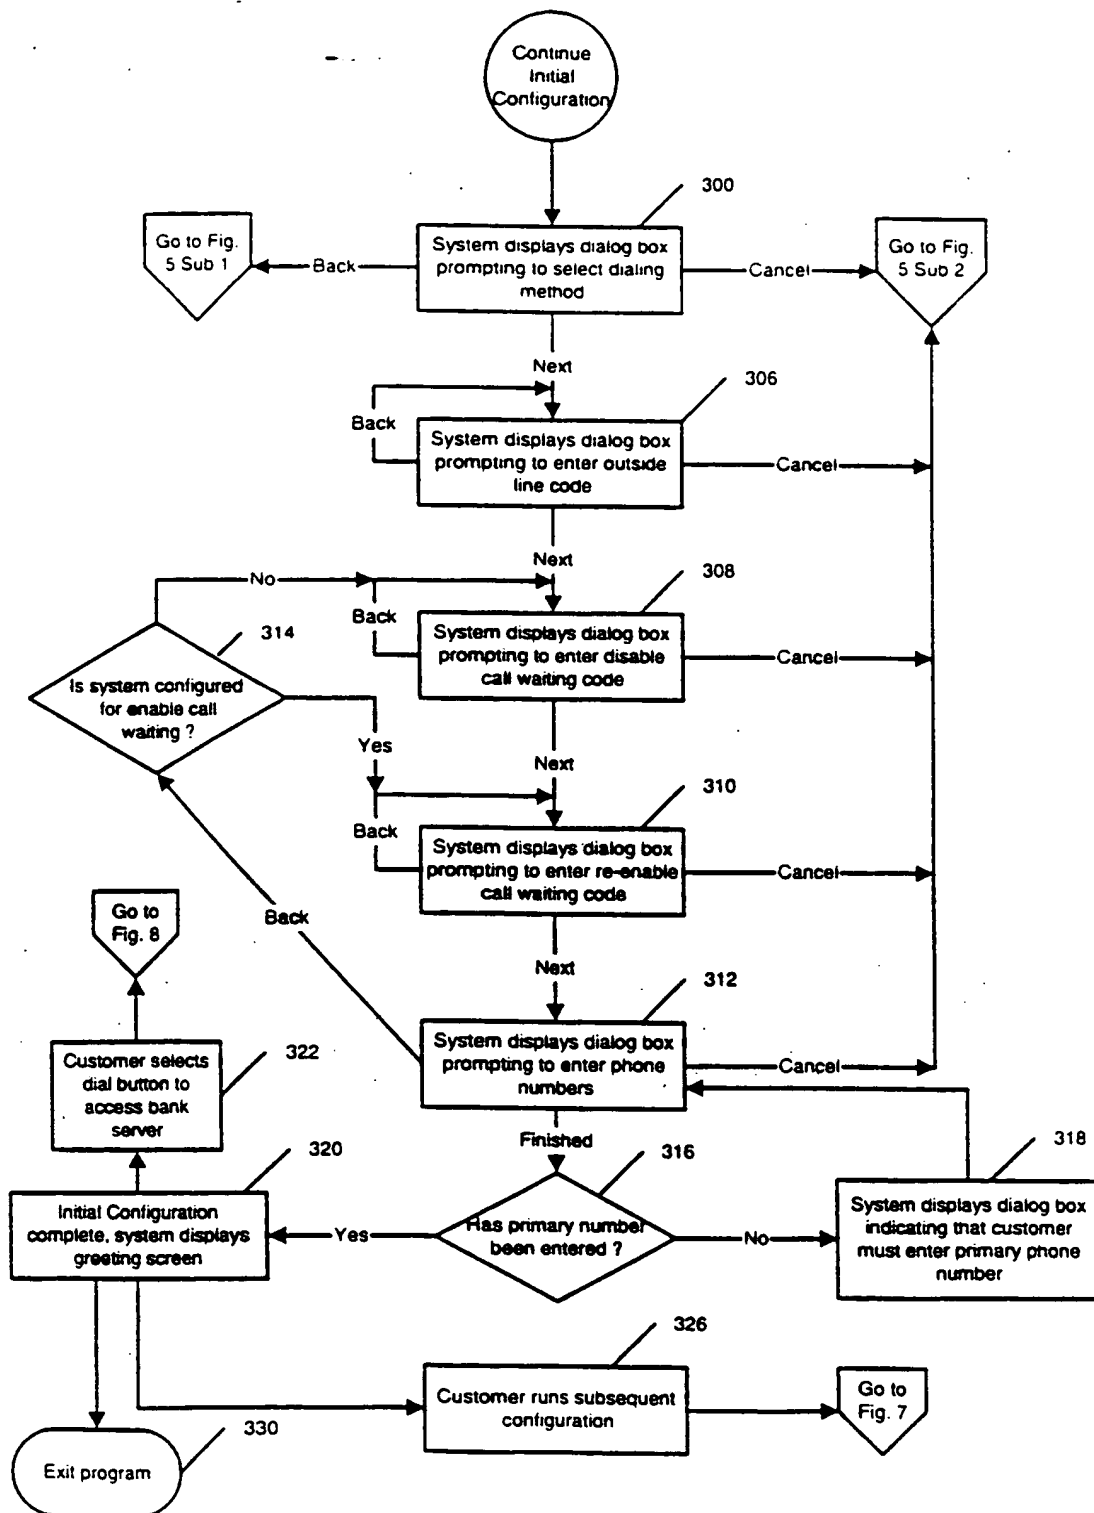 Continue
Initial
Configuration
300
Go to Fig.
5 Sub 1
Back
System displays dialog box
prompting to select dialing
method
Cancel
Go to Fig.
5 Sub 2
Next
306
Back
System displays dialog box
prompting to enter outside
line code
Cancel
Next
308
No
Back
314
System displays dialog box
prompting to enter disable
call waiting code
Cancel
Is system configured
for enable call
waiting ?
Yes
Next
310
Back
System displays dialog box
prompting to enter re-enable
call waiting code
Cancel
Go to
Fig. 8
Back
Next
312
System displays dialog box
prompting to enter phone
numbers
Cancel
322
Customer selects
dial button to
access bank
server
Finished
316
318
320
Initial Configuration
complete, system displays
greeting screen
Yes
Has primary number
been entered ?
No
System displays dialog box
indicating that customer
must enter primary phone
number
326
Customer runs subsequent
configuration
Go to
Fig. 7
330
Exit program